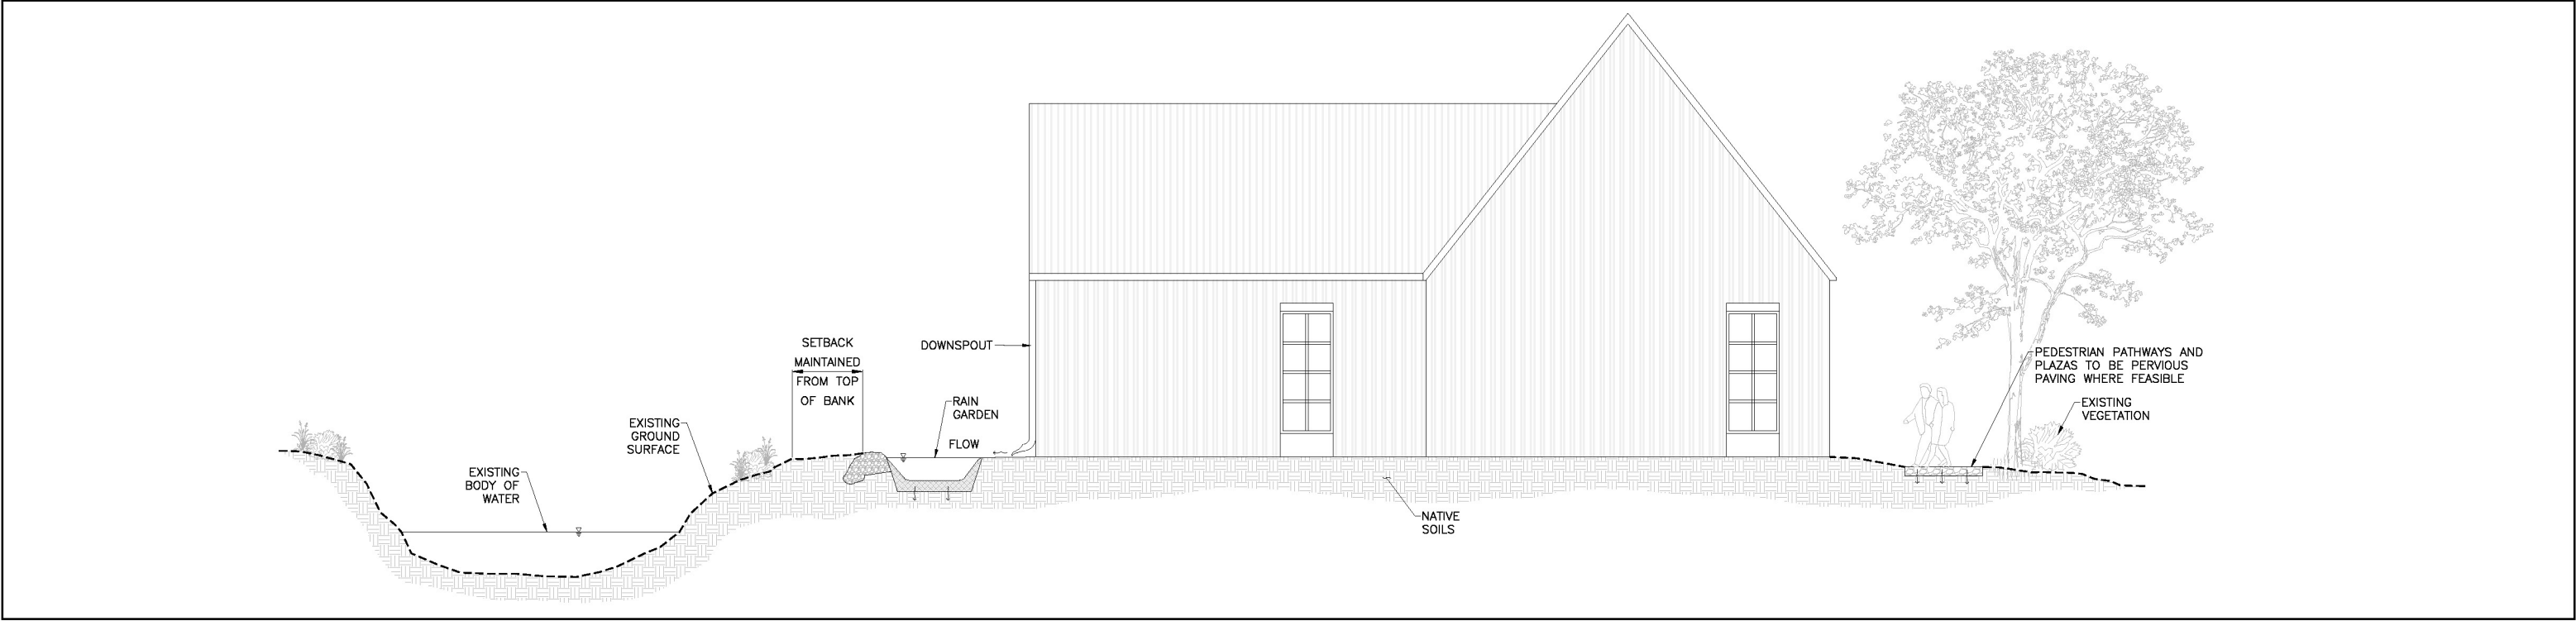 SETBACK
MAINTAINED
FROM TOP
OF BANK
DOWNSPOUT
RAIN
GARDEN
FLOW
EXISTING
GROUND
SURFACE
EXISTING
BODY OF
WATER
NATIVE
SOILS
PEDESTRIAN PATHWAYS AND
PLAZAS TO BE PERVIOUS
PAVING WHERE FEASIBLE
EXISTING
VEGETATION